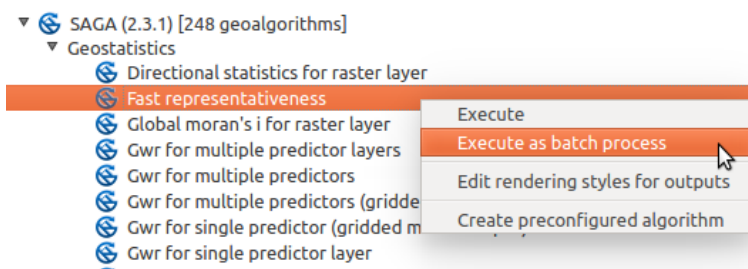 SAGA (2.3.1) [248 geoalgorithms]
Geostatistics
Directional statistics for raster layer
Fast representativeness
Global moran's i for raster layer
Gwr for multiple predictor layers
Gwr for multiple predictors
Gwr for multiple predictors (gridde
Gwr for single predictor (gridded m
Gwr for single predictor layer
Execute
Execute as batch process
Edit rendering styles for outputs
Create preconfigured algorithm